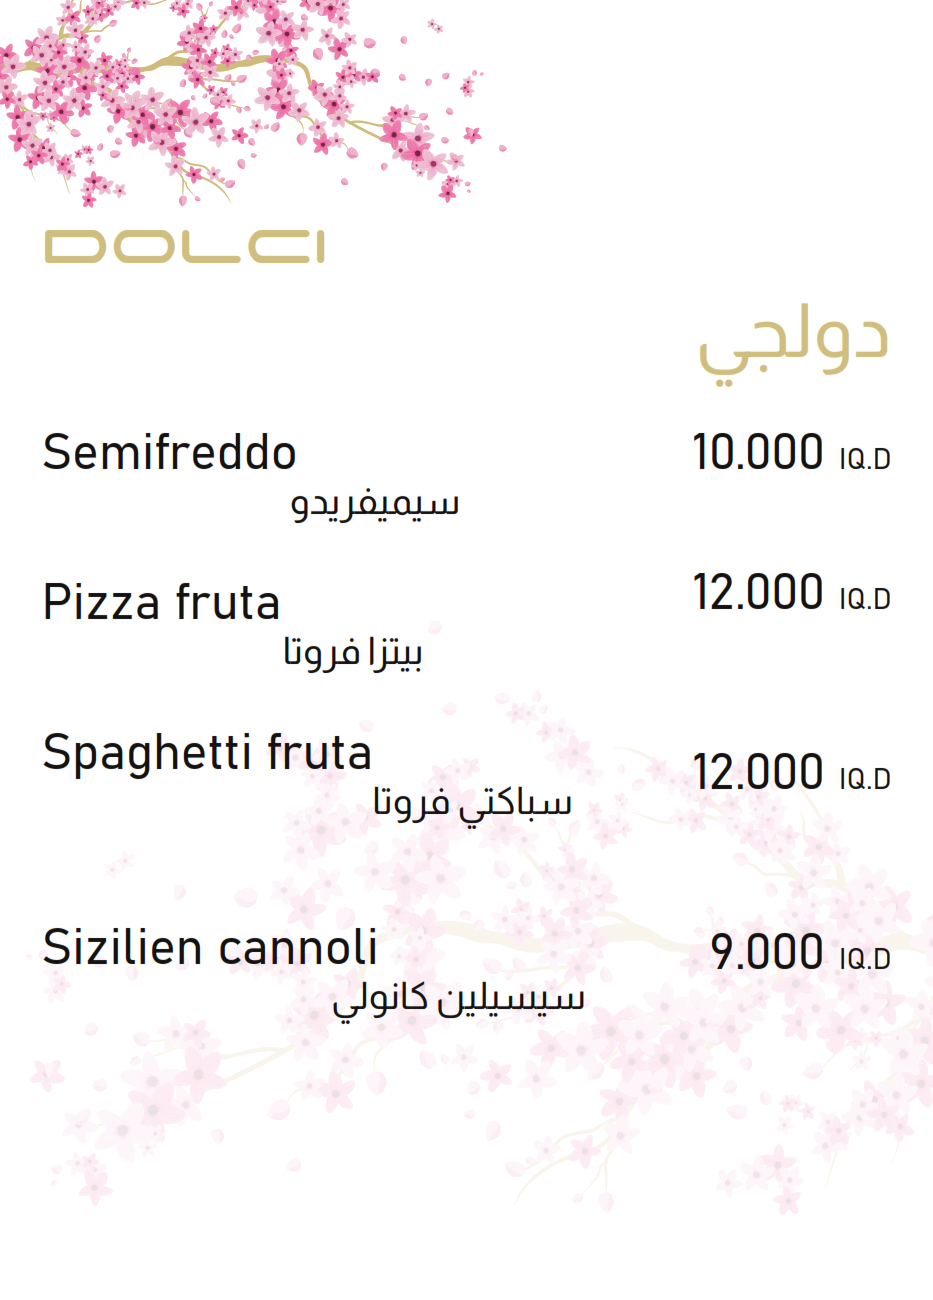 DOLCI
دولجي
Semifreddo 10.000 IQ.D
سيميفريدو
Pizza fruta 12.000 IQ.D
بيتزا فروتا
Spaghetti fruta 12.000 IQ.D
سباكتي فروتا
Sizilien cannoli 9.000 IQ.D
سيسيلين كانولي